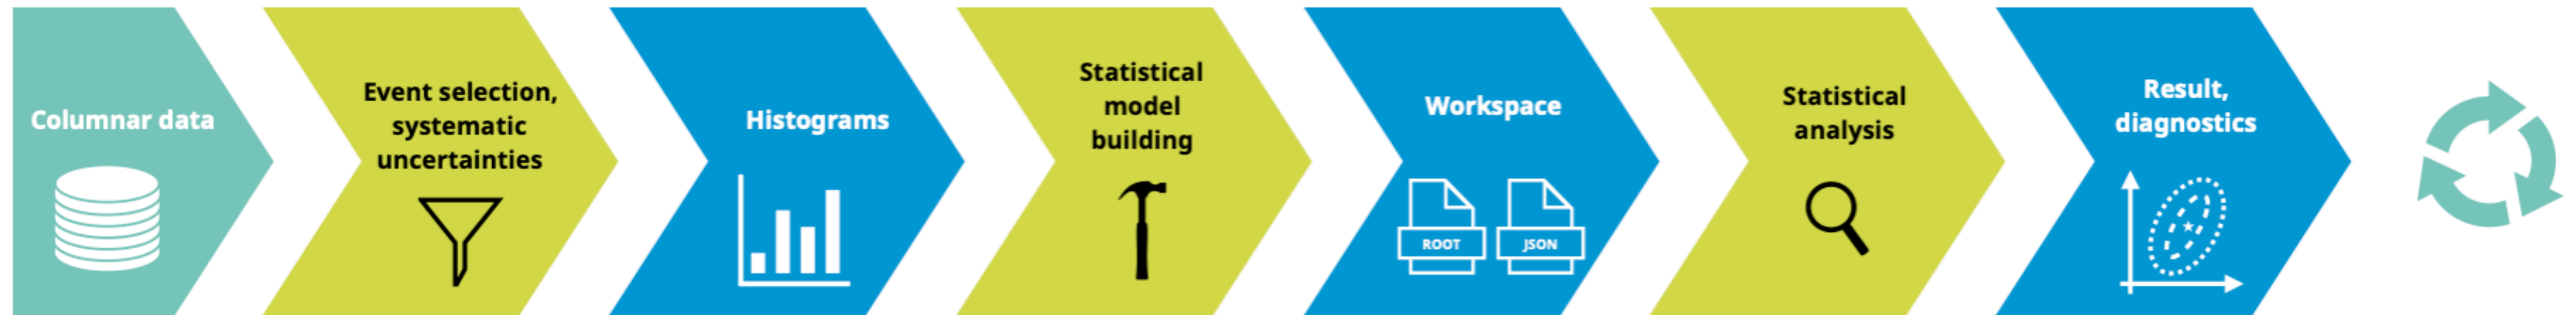 Columnar data
Event selection,
systematic
uncertainties
Histograms
Statistical
model
building
Workspace
ROOT
JSON
Statistical
analysis
Result,
diagnostics